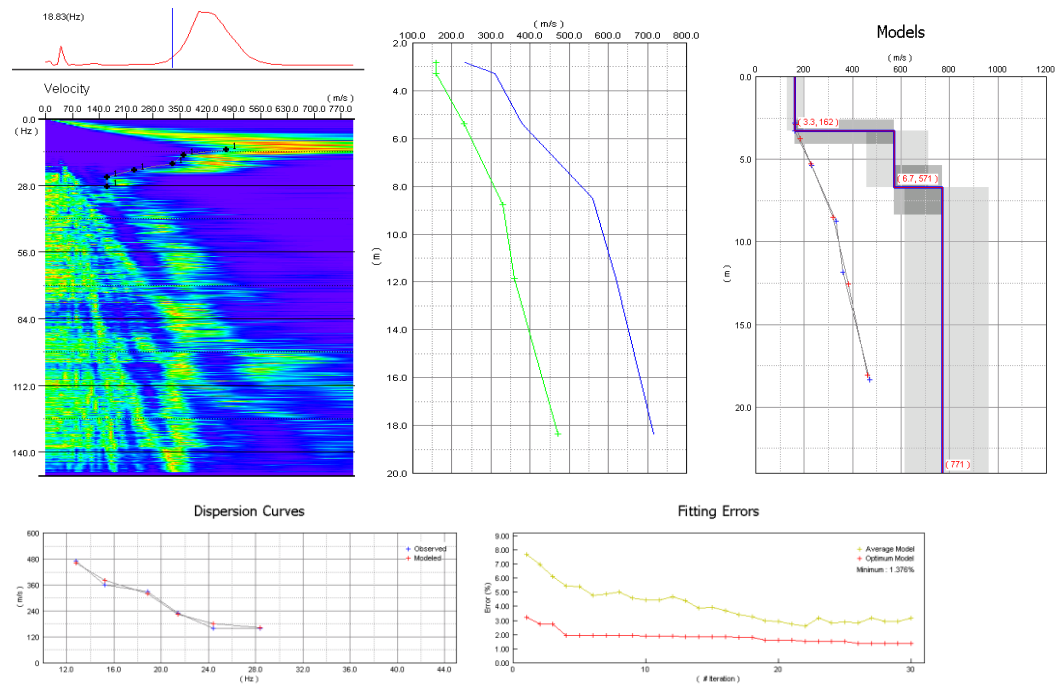 18.83(Hz)
Velocity
( m/s )
0.0 70.0 140.0 210.0 280.0 350.0 420.0 490.0 560.0 630.0 700.0 770.0
0.0
( Hz )
28.0
56.0
84.0
112.0
140.0
( m/s )
100.0 200.0 300.0 400.0 500.0 600.0 700.0 800.0
2.0
4.0
6.0
8.0
10.0
12.0
14.0
16.0
18.0
20.0
( m )
Models
( m/s )
0 200 400 600 800 1000 1200
0.0
5.0
10.0
15.0
20.0
( m )
( 3.3, 162 )
( 6.7, 571 )
( 771 )
Dispersion Curves
600
480
360
240
120
0
( m/s )
Observed
Modeled
12.0 16.0 20.0 24.0 28.0 32.0 36.0 40.0 44.0
( Hz )
Fitting Errors
9.00
8.00
7.00
6.00
5.00
4.00
3.00
2.00
1.00
0.00
Error (%)
Average Model
Optimum Model
Minimum : 1.376%
0 10 20 30
( # Iteration )